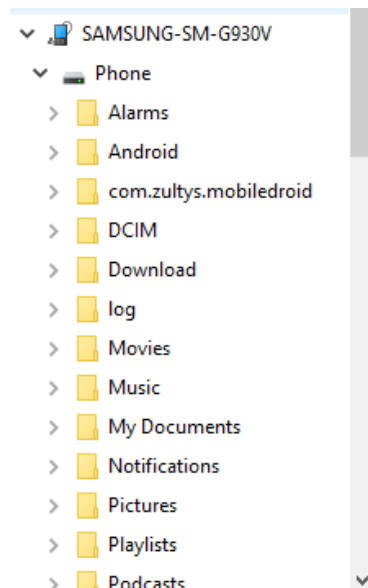 SAMSUNG-SM-G930V
Phone
Alarms
Android
com.zultys.mobiledroid
DCIM
Download
log
Movies
Music
My Documents
Notifications
Pictures
Playlists
Podcasts